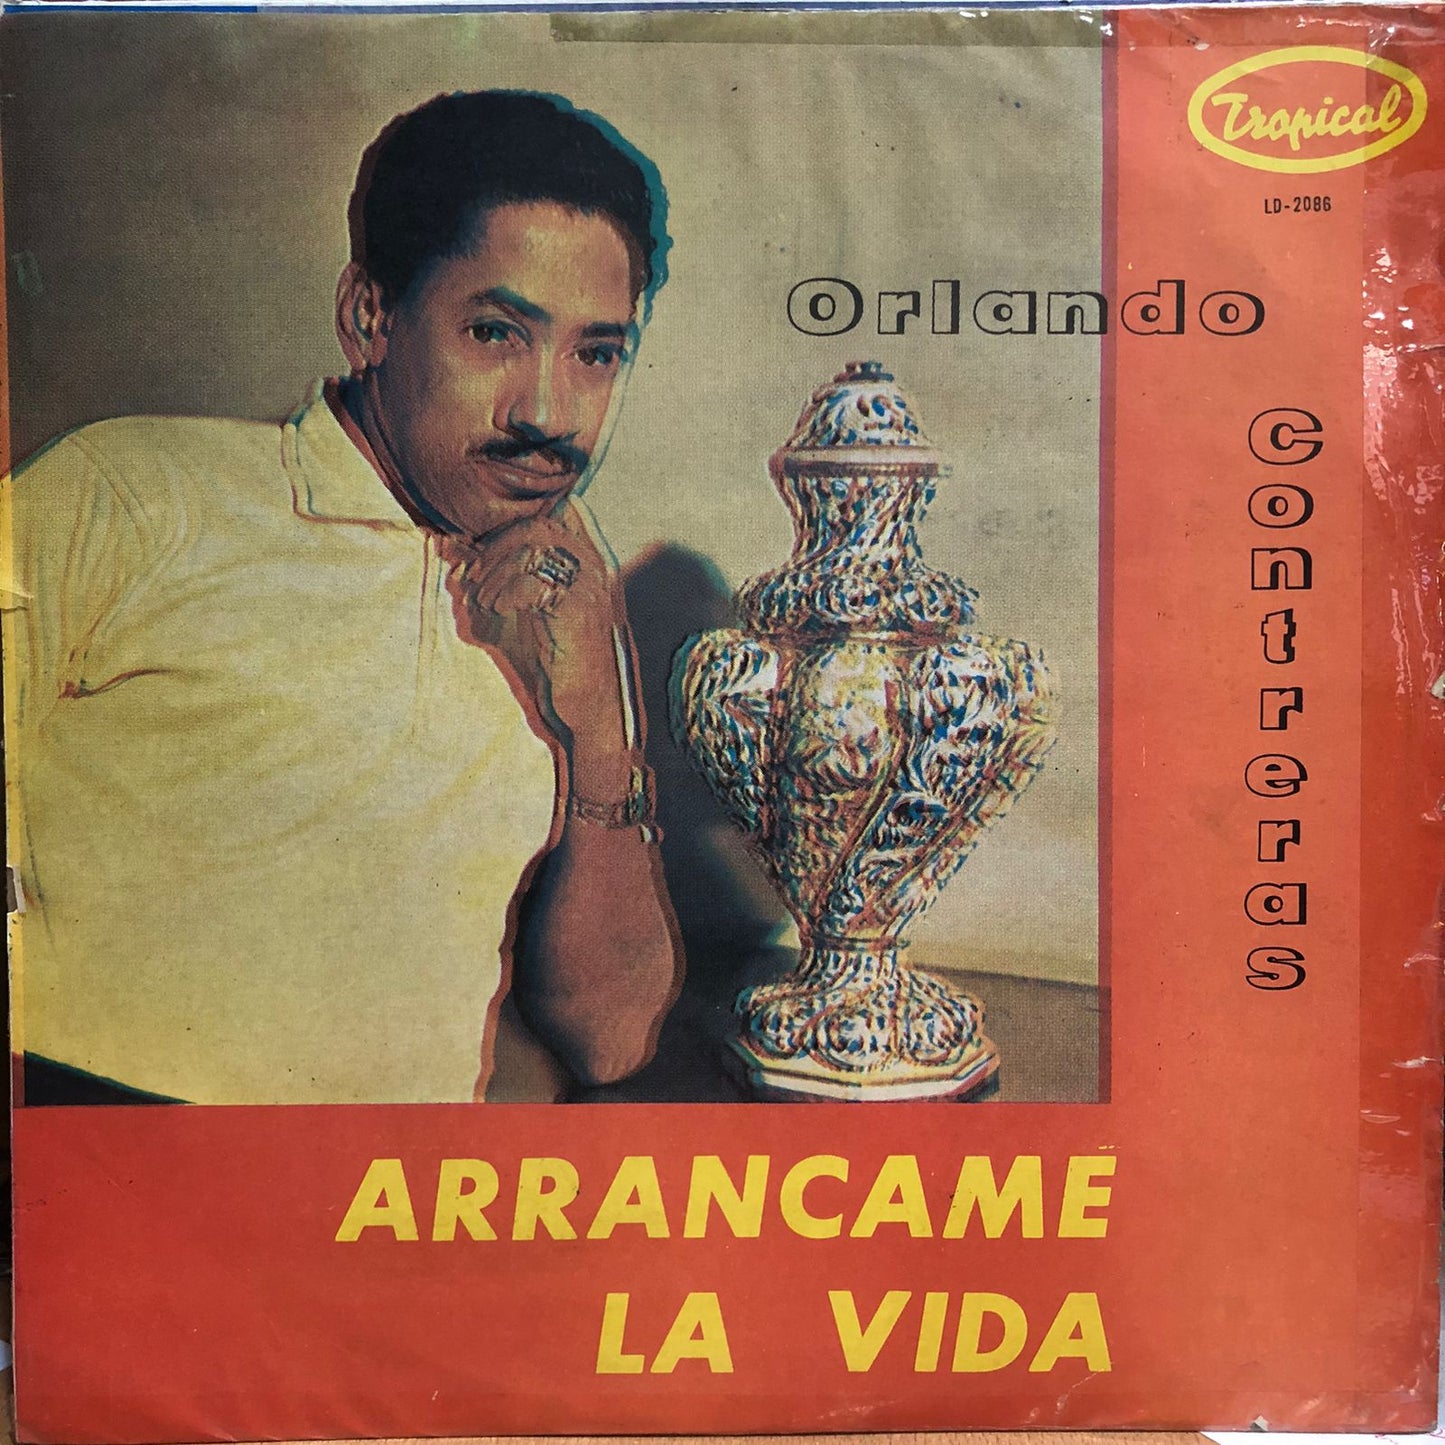 Tropical
LD-2086
Orlando
Contreras
ARRANCAME
LA VIDA